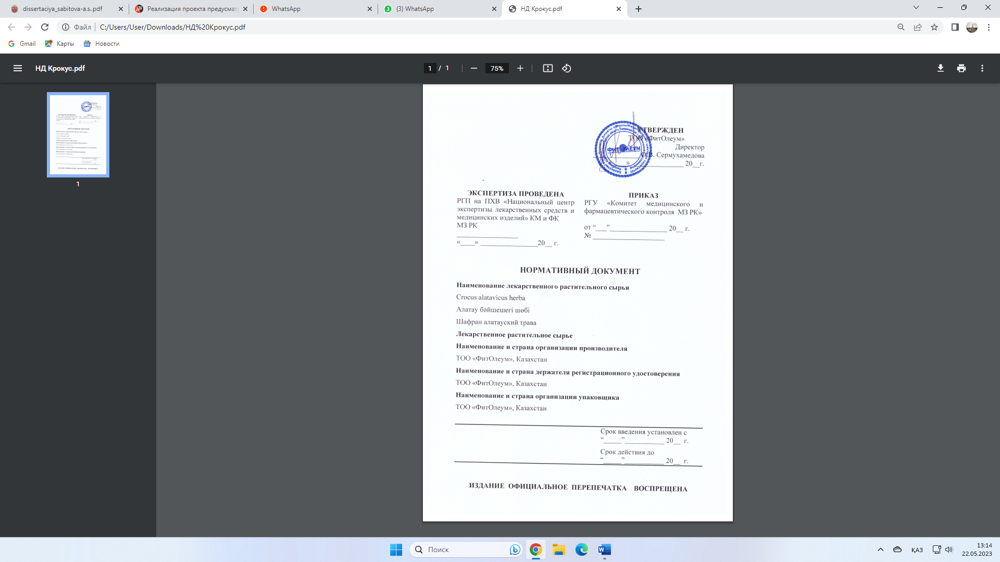 dissertaciya_sabitova-a.s..pdf
Реализация проекта предусмат
WhatsApp
(3) WhatsApp
НД Крокус.pdf
Файл
C:/Users/User/Downloads/НД%20Крокус.pdf
Gmail
Карты
Новости
НД Крокус.pdf
1 / 1
75%
1
УТВЕРЖДЕН
ТОО «ФитОлеум»
Директор
О.В. Сермухамедова
» _______________ 20__г.
ФИТОЛЕУМ
ЭКСПЕРТИЗА ПРОВЕДЕНА
РГП на ПХВ «Национальный центр
экспертизы лекарственных средств и
медицинских изделий» КМ и ФК
МЗ РК
_________________
«____» ________________20__ г.
ПРИКАЗ
РГУ «Комитет медицинского и
фармацевтического контроля МЗ РК»
от “___”________________ 20__ г.
№ ____________________
НОРМАТИВНЫЙ ДОКУМЕНТ
Наименование лекарственного растительного сырья
Crocus alatavicus herba
Алатау бәйшешегі шөбі
Шафран алатауский трава
Лекарственное растительное сырье
Наименование и страна организации производителя
ТОО «ФитОлеум», Казахстан
Наименование и страна держателя регистрационного удостоверения
ТОО «ФитОлеум», Казахстан
Наименование и страна организации упаковщика
ТОО «ФитОлеум», Казахстан
Срок введения установлен с
“_____”___________ 20__ г.
Срок действия до
“_____”___________ 20__ г.
ИЗДАНИЕ ОФИЦИАЛЬНОЕ ПЕРЕПЕЧАТКА ВОСПРЕЩЕНА
Поиск
ҚАЗ
13:14
22.05.2023